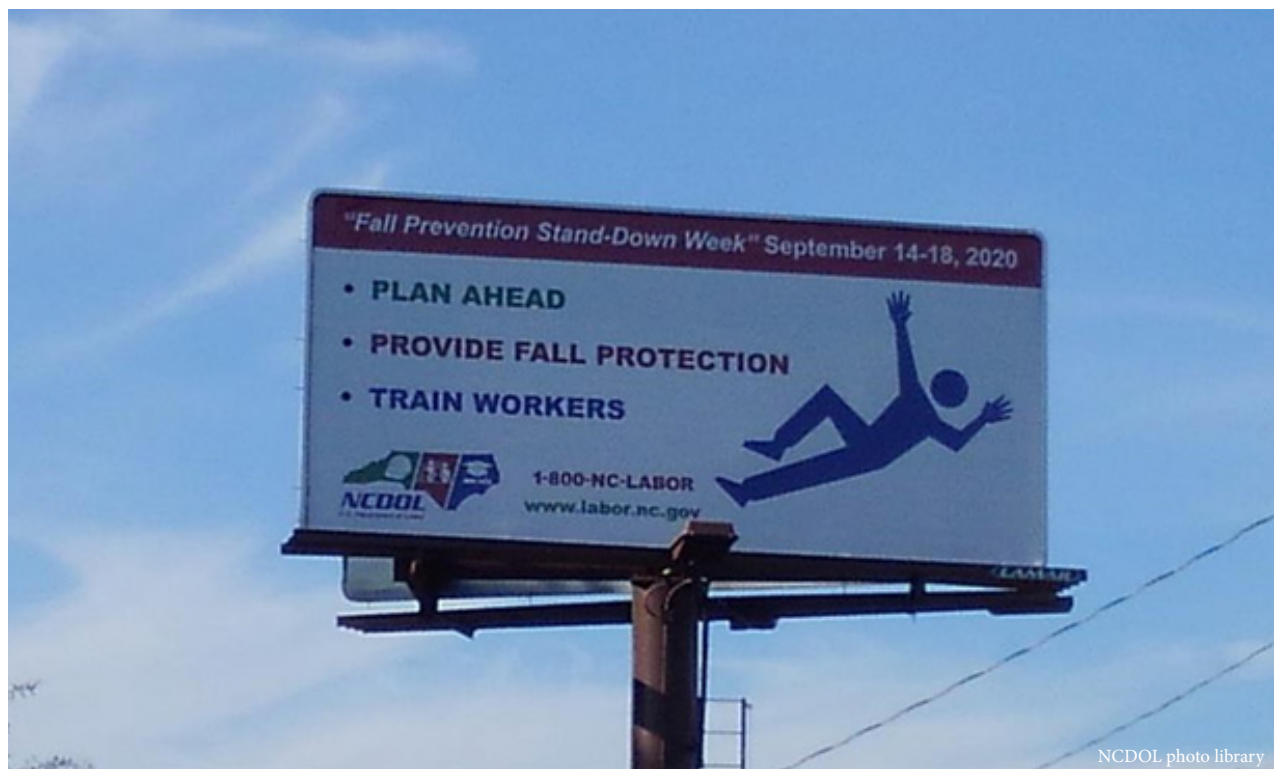 "Fall Prevention Stand-Down Week" September 14-18, 2020
• PLAN AHEAD
• PROVIDE FALL PROTECTION
• TRAIN WORKERS
NCDOL
1-800-NC-LABOR
www.labor.nc.gov
LAMAR
NCDOL photo library